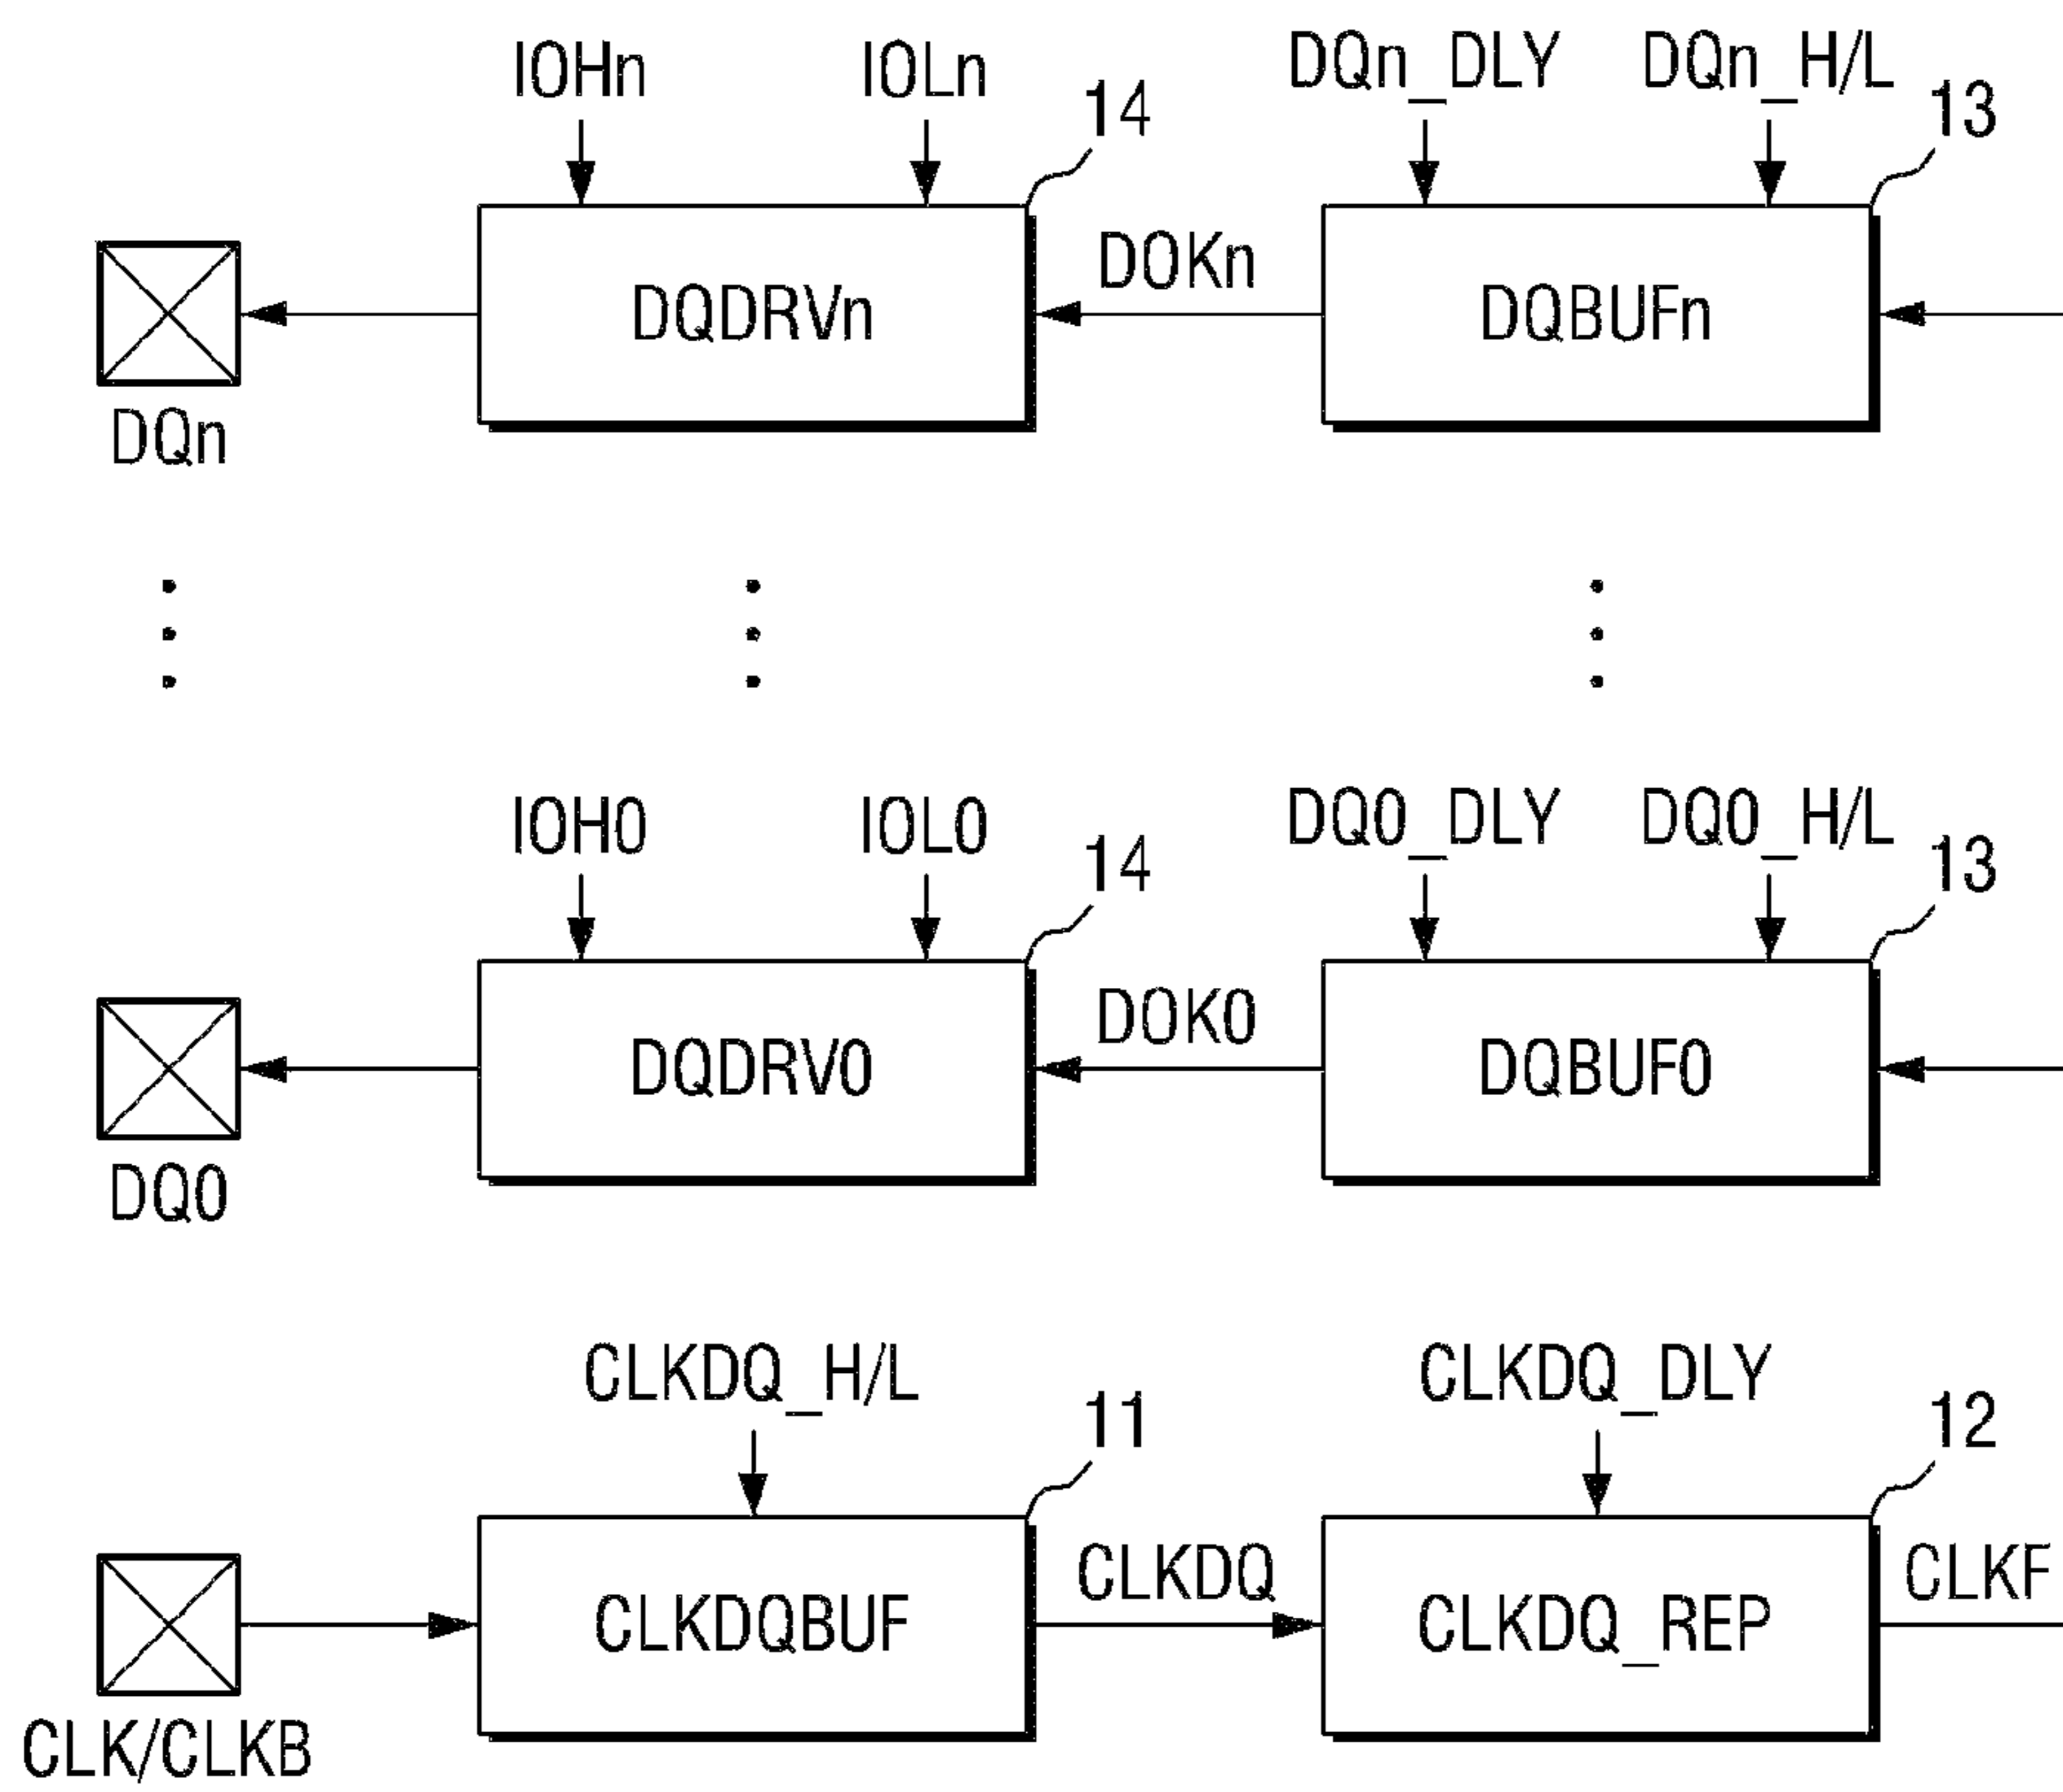 IOHn IOLn DQn_DLY DQn_H/L
14 13
DOKn
DQDRVn DQBUFn
DQn
IOH0 IOL0 DQ0_DLY DQ0_H/L
14 13
DOK0
DQDRV0 DQBUF0
DQ0
CLKDQ_H/L CLKDQ_DLY
11 12
CLKDQ CLKF
CLKDQBUF CLKDQ_REP
CLK/CLKB